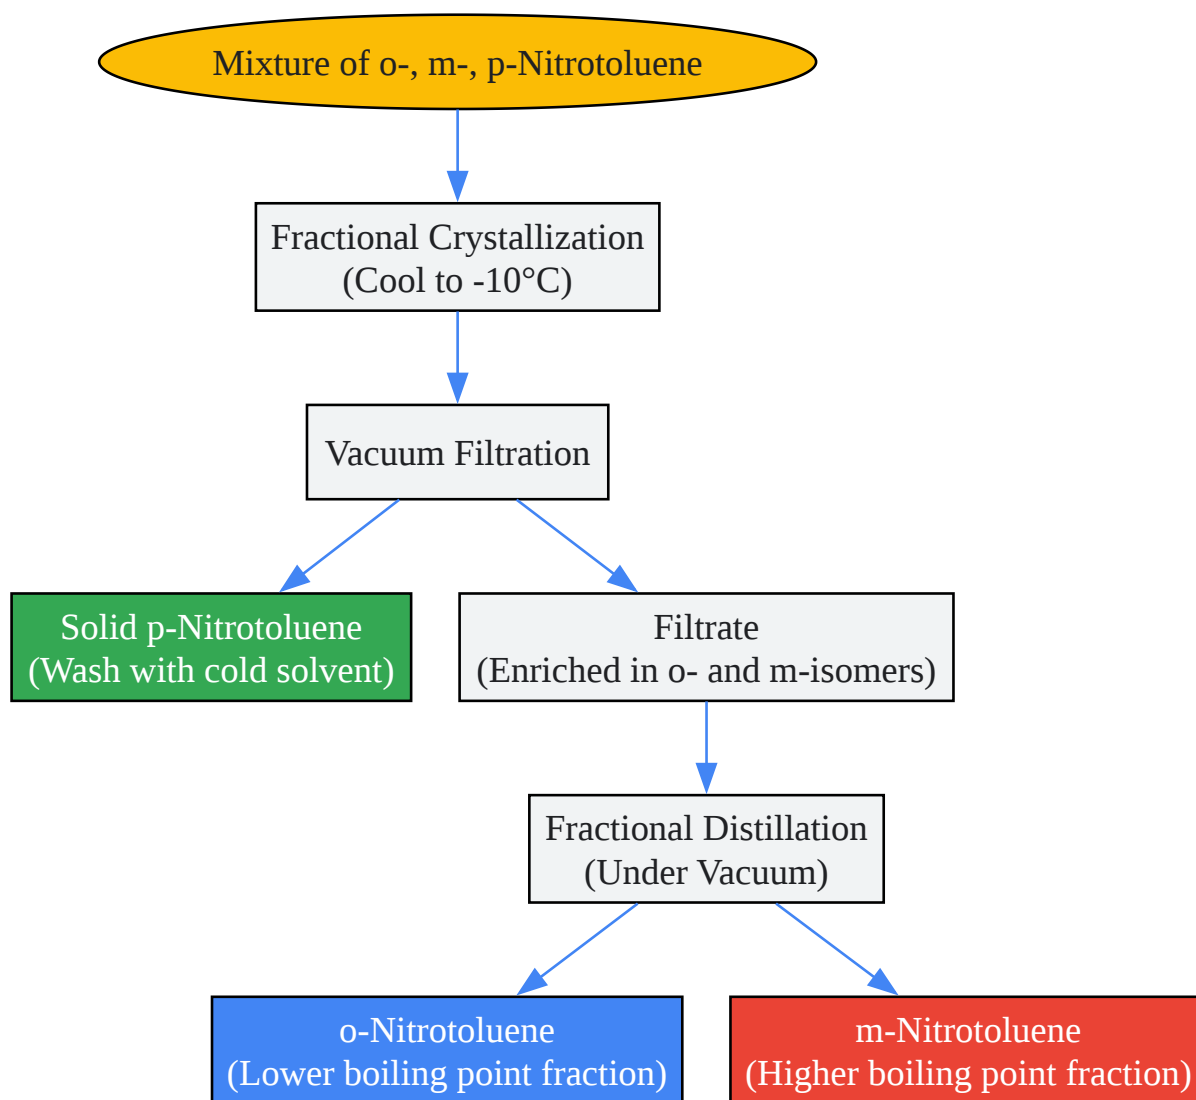 Mixture of o-, m-, p-Nitrotoluene
Fractional Crystallization
(Cool to -10°C)
Vacuum Filtration
Solid p-Nitrotoluene
(Wash with cold solvent)
Filtrate
(Enriched in o- and m-isomers)
Fractional Distillation
(Under Vacuum)
o-Nitrotoluene
(Lower boiling point fraction)
m-Nitrotoluene
(Higher boiling point fraction)